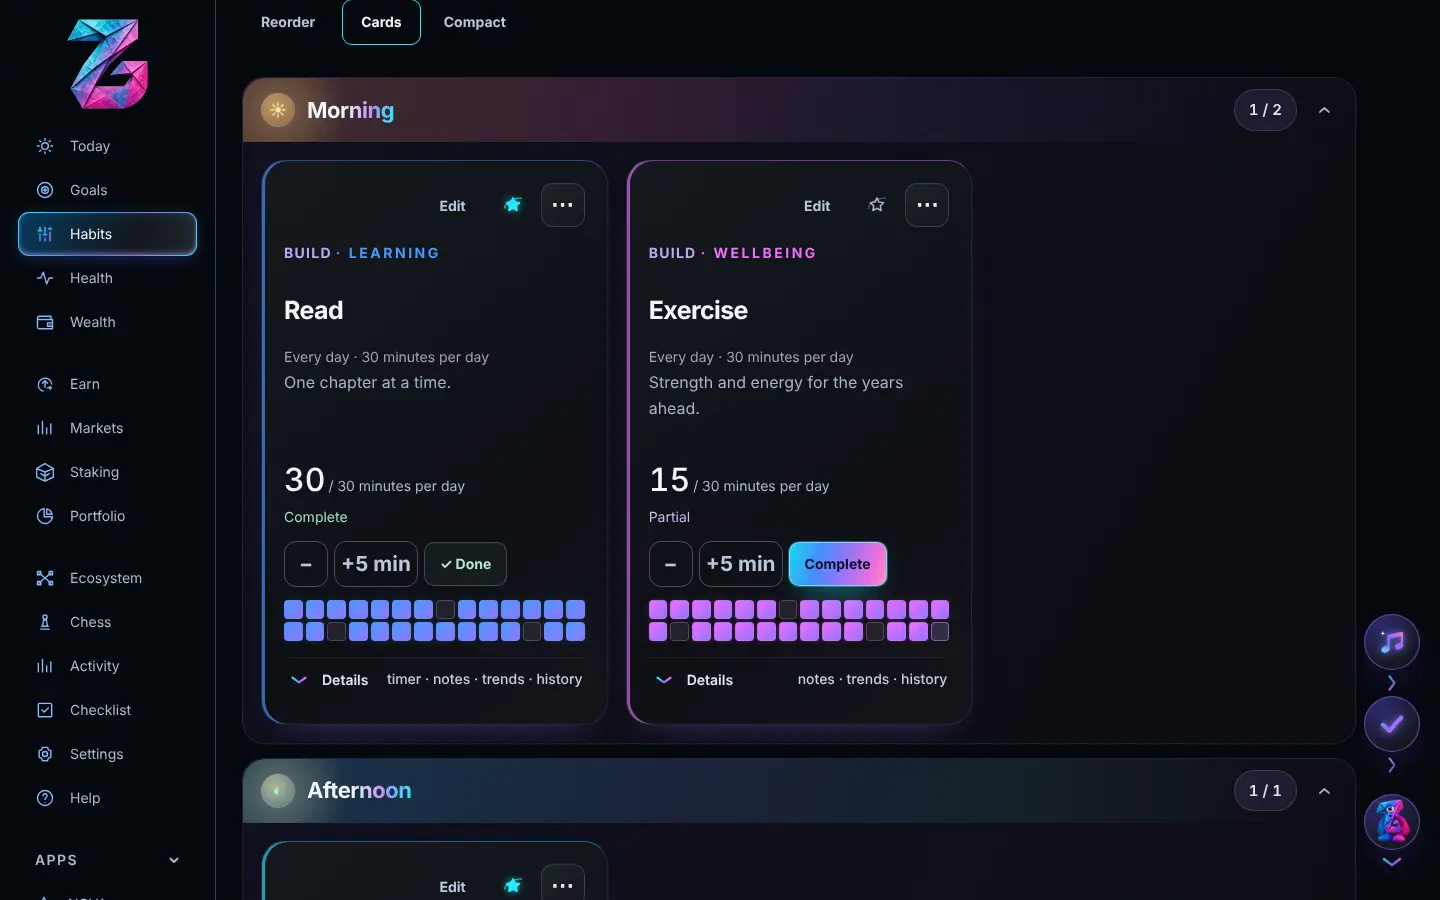 Reorder
Cards
Compact
Today
Goals
Habits
Health
Wealth
Earn
Markets
Staking
Portfolio
Ecosystem
Chess
Activity
Checklist
Settings
Help
APPS
Morning
1 / 2
Edit
BUILD · LEARNING
Read
Every day · 30 minutes per day
One chapter at a time.
30 / 30 minutes per day
Complete
– +5 min ✓ Done
Details timer · notes · trends · history
Edit
BUILD · WELLBEING
Exercise
Every day · 30 minutes per day
Strength and energy for the years
ahead.
15 / 30 minutes per day
Partial
– +5 min Complete
Details notes · trends · history
Afternoon
1 / 1
Edit